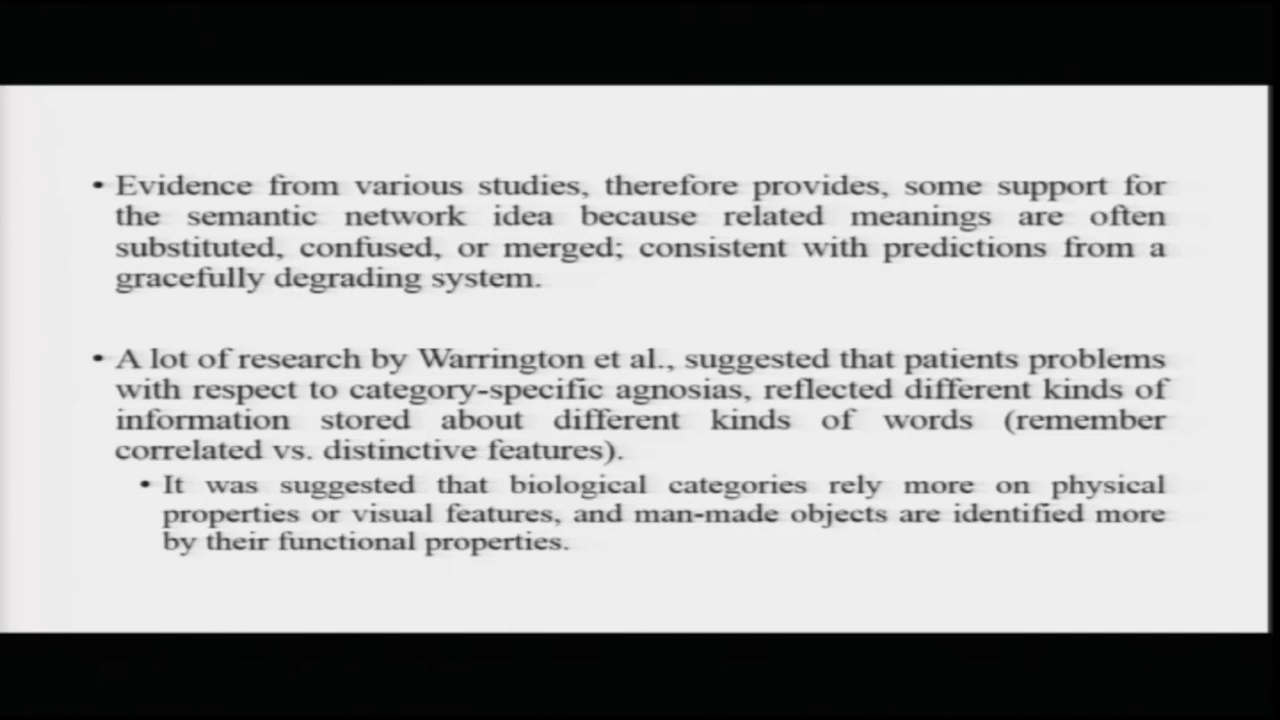 • Evidence from various studies, therefore provides, some support for
the semantic network idea because related meanings are often
substituted, confused, or merged; consistent with predictions from a
gracefully degrading system.
• A lot of research by Warrington et al., suggested that patients problems
with respect to category-specific agnosias, reflected different kinds of
information stored about different kinds of words (remember
correlated vs. distinctive features).
• It was suggested that biological categories rely more on physical
properties or visual features, and man-made objects are identified more
by their functional properties.